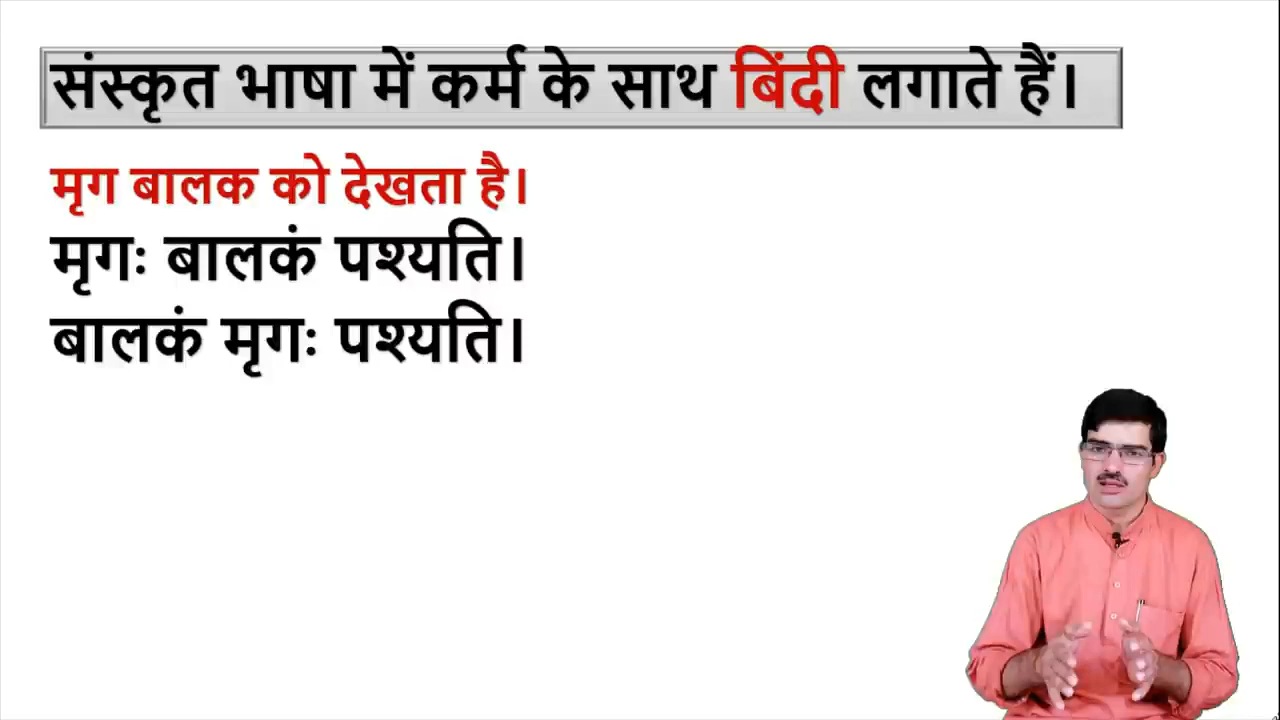 संस्कृत भाषा में कर्म के साथ बिंदी लगाते हैं।
मृग बालक को देखता है।
मृगः बालकं पश्यति।
बालकं मृगः पश्यति।